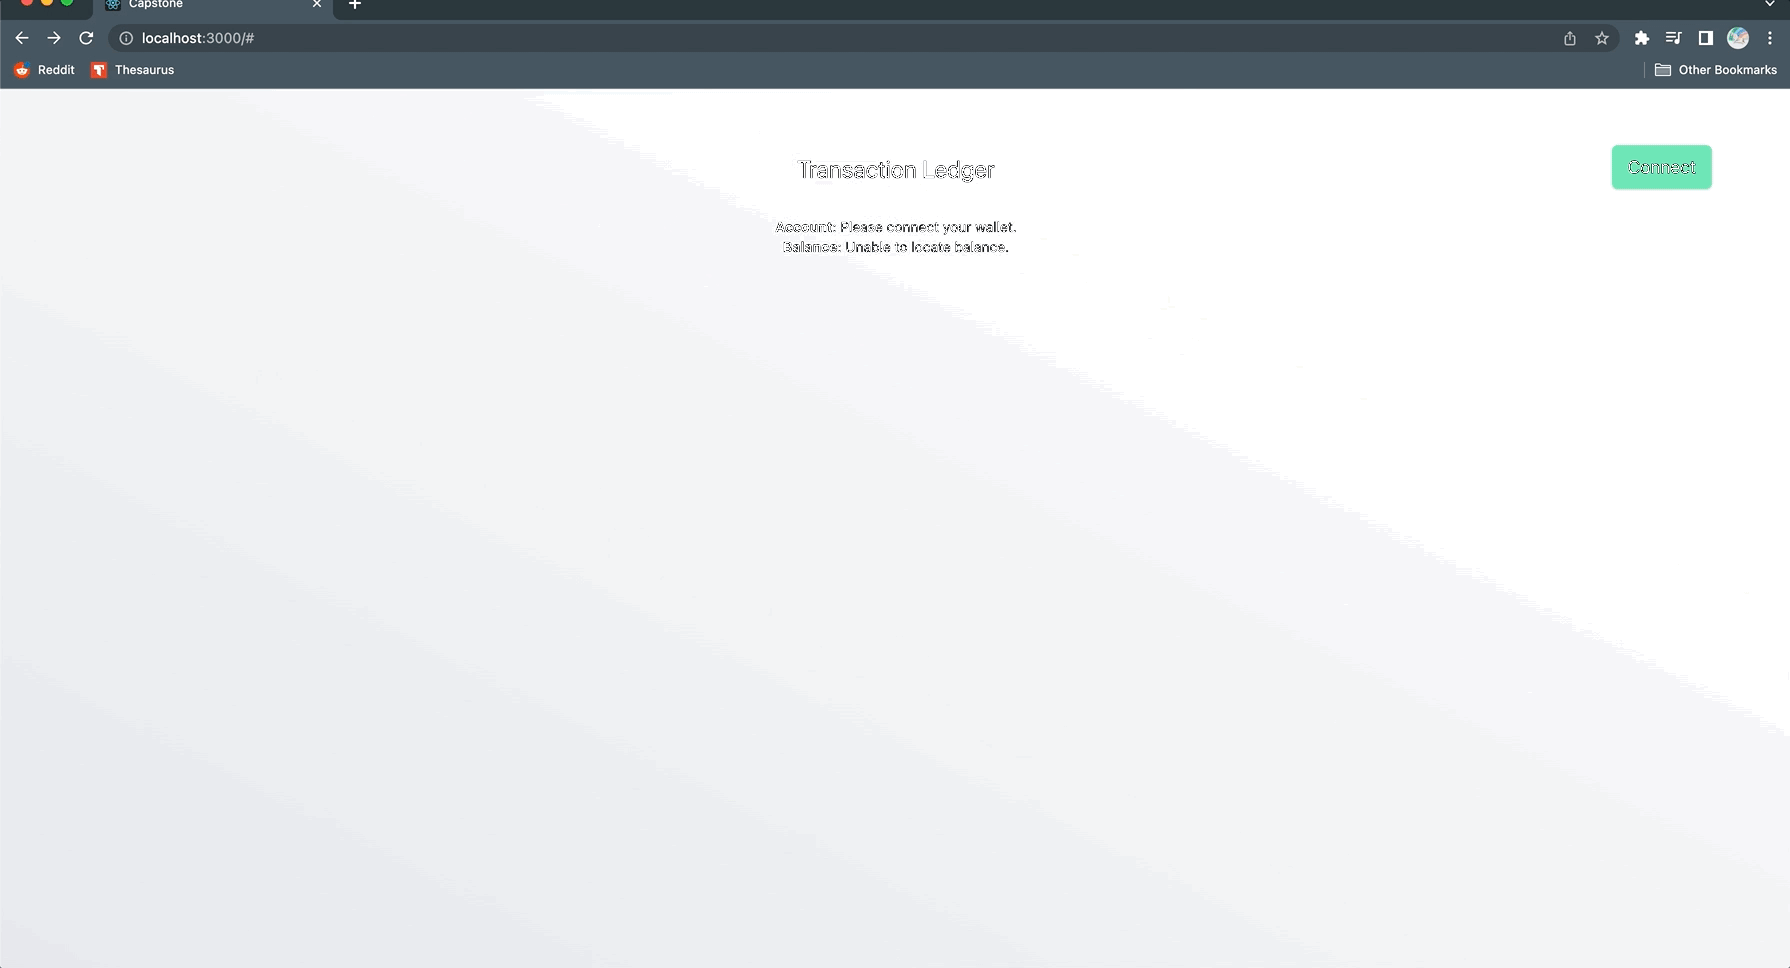 Capstone
localhost:3000/#
Reddit
Thesaurus
Other Bookmarks
Transaction Ledger
Connect
Account: Please connect your wallet.
Balance: Unable to locate balance.